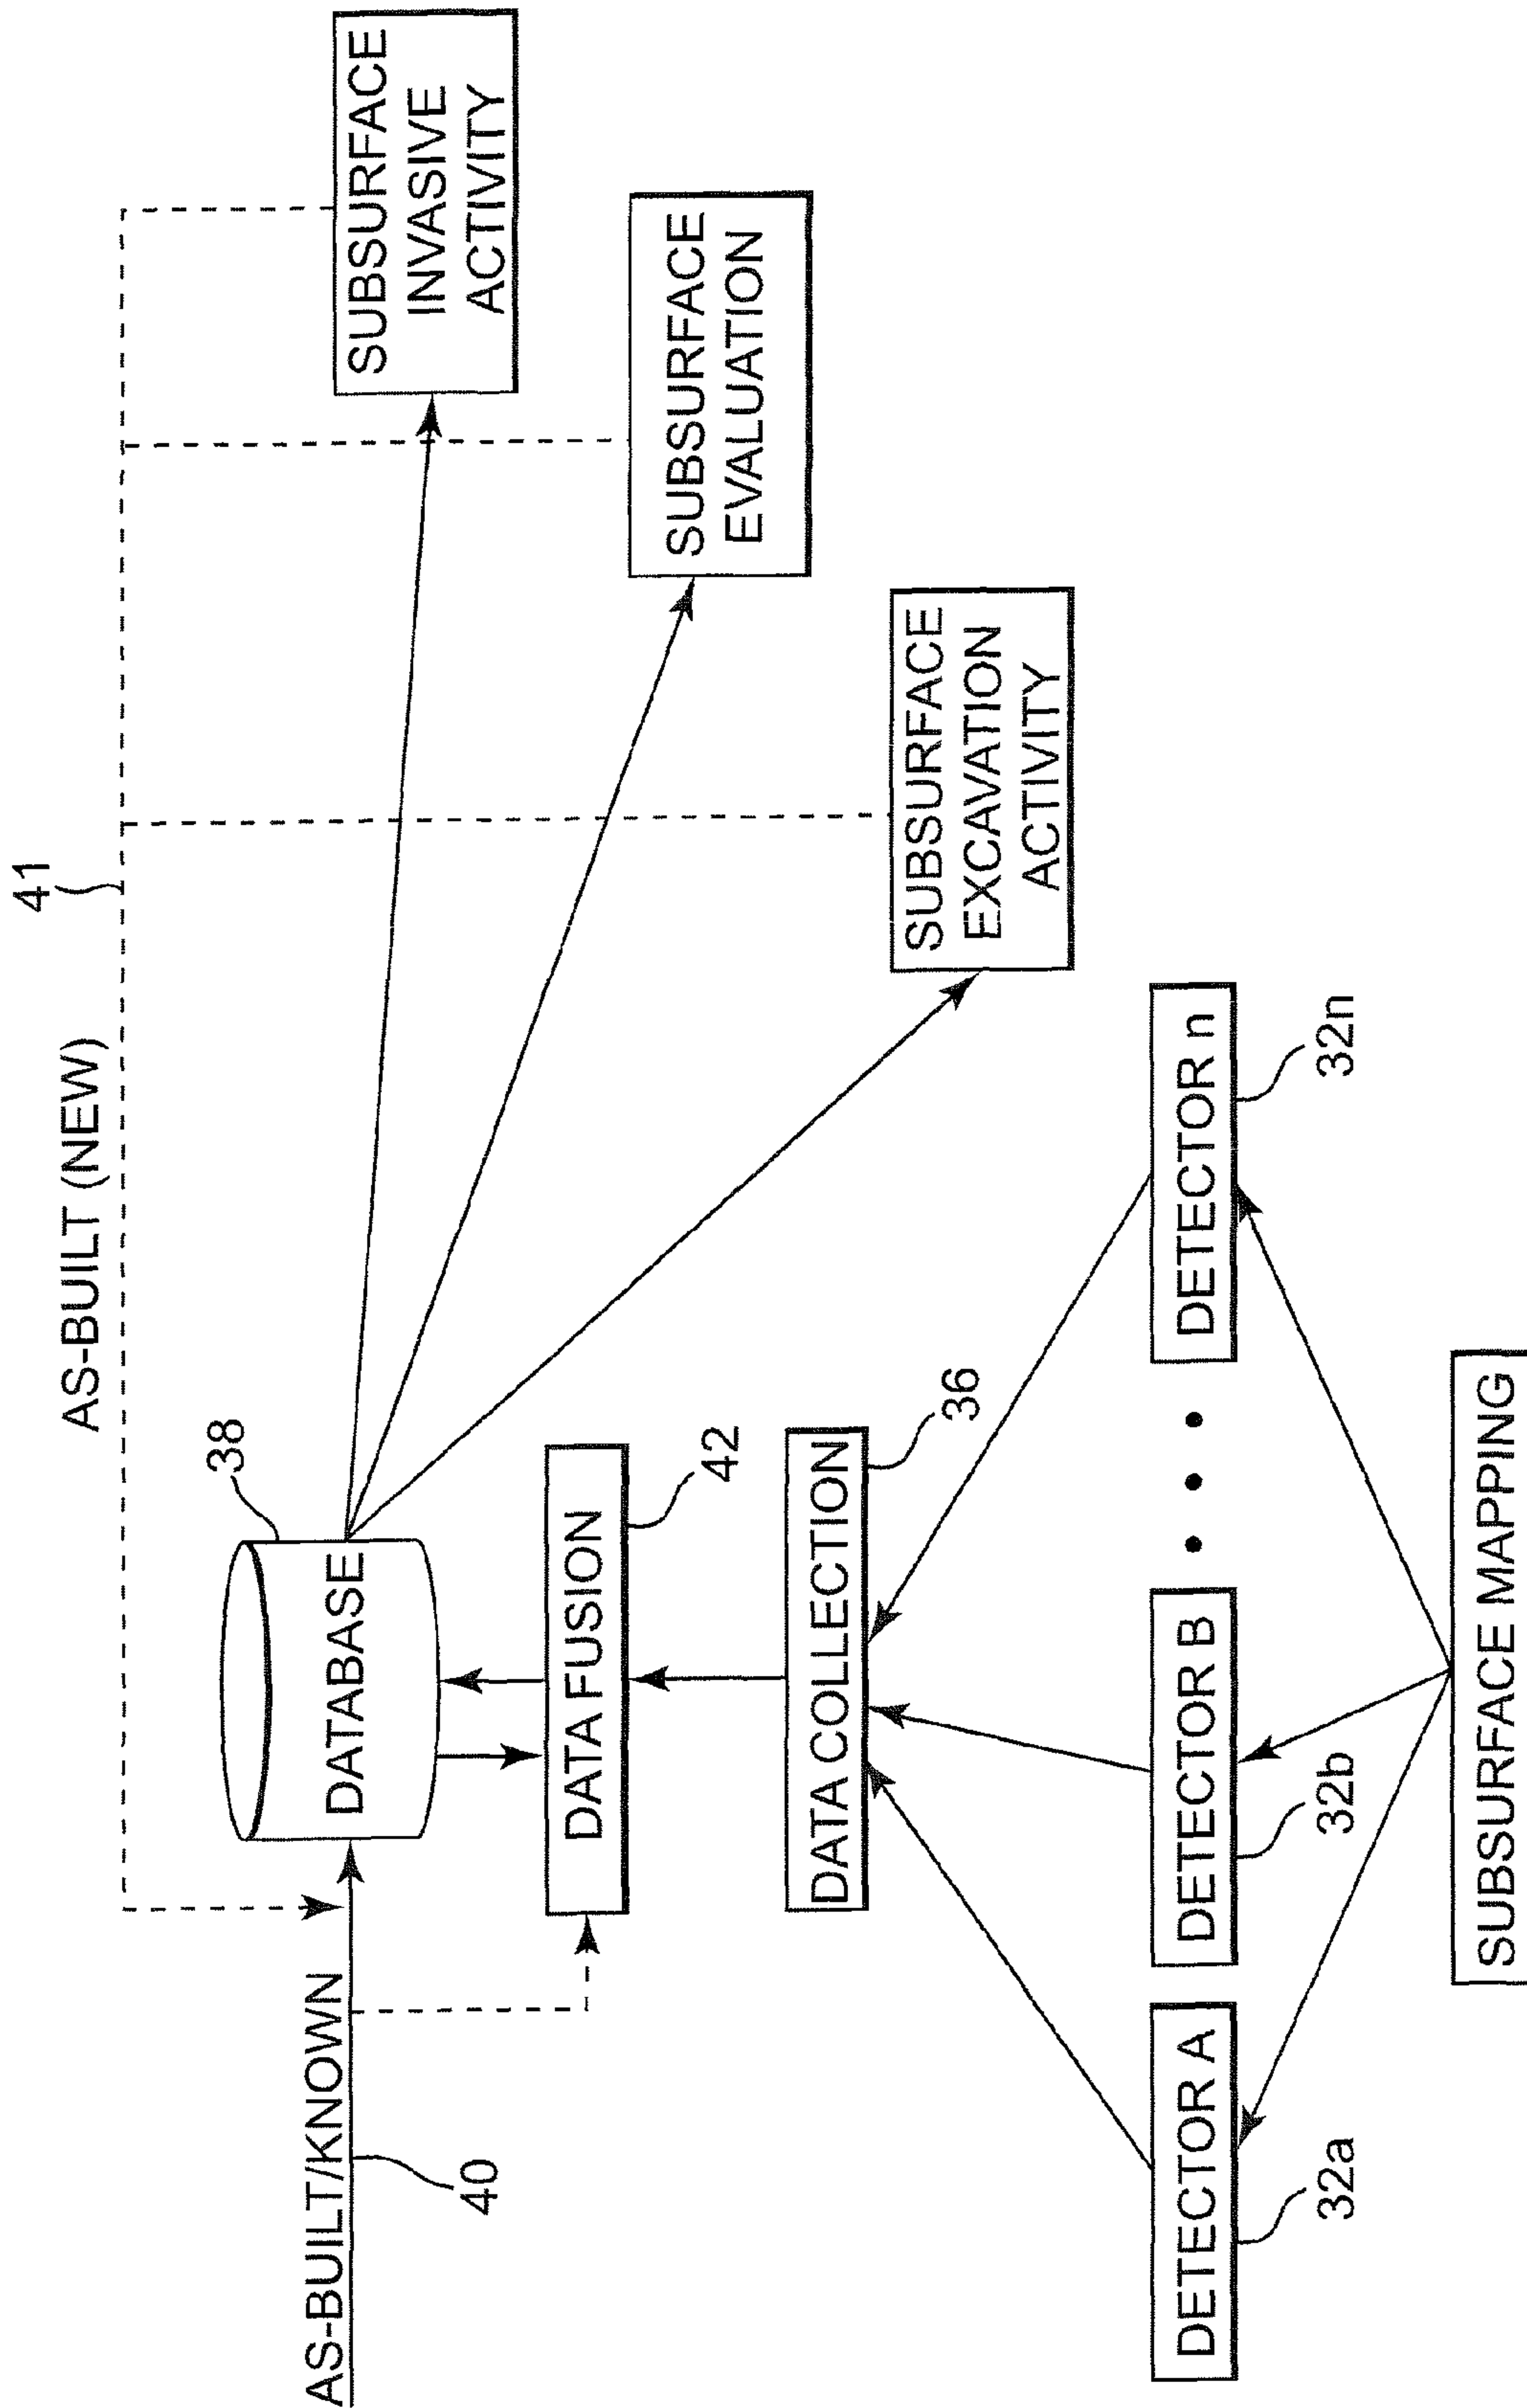 41
AS-BUILT (NEW)
38
AS-BUILT/KNOWN
40
DATABASE
SUBSURFACE
INVASIVE
ACTIVITY
DATA FUSION
42
SUBSURFACE
EVALUATION
DATA COLLECTION
36
SUBSURFACE
EXCAVATION
ACTIVITY
DETECTOR A
32a
DETECTOR B
32b
DETECTOR n
32n
SUBSURFACE MAPPING